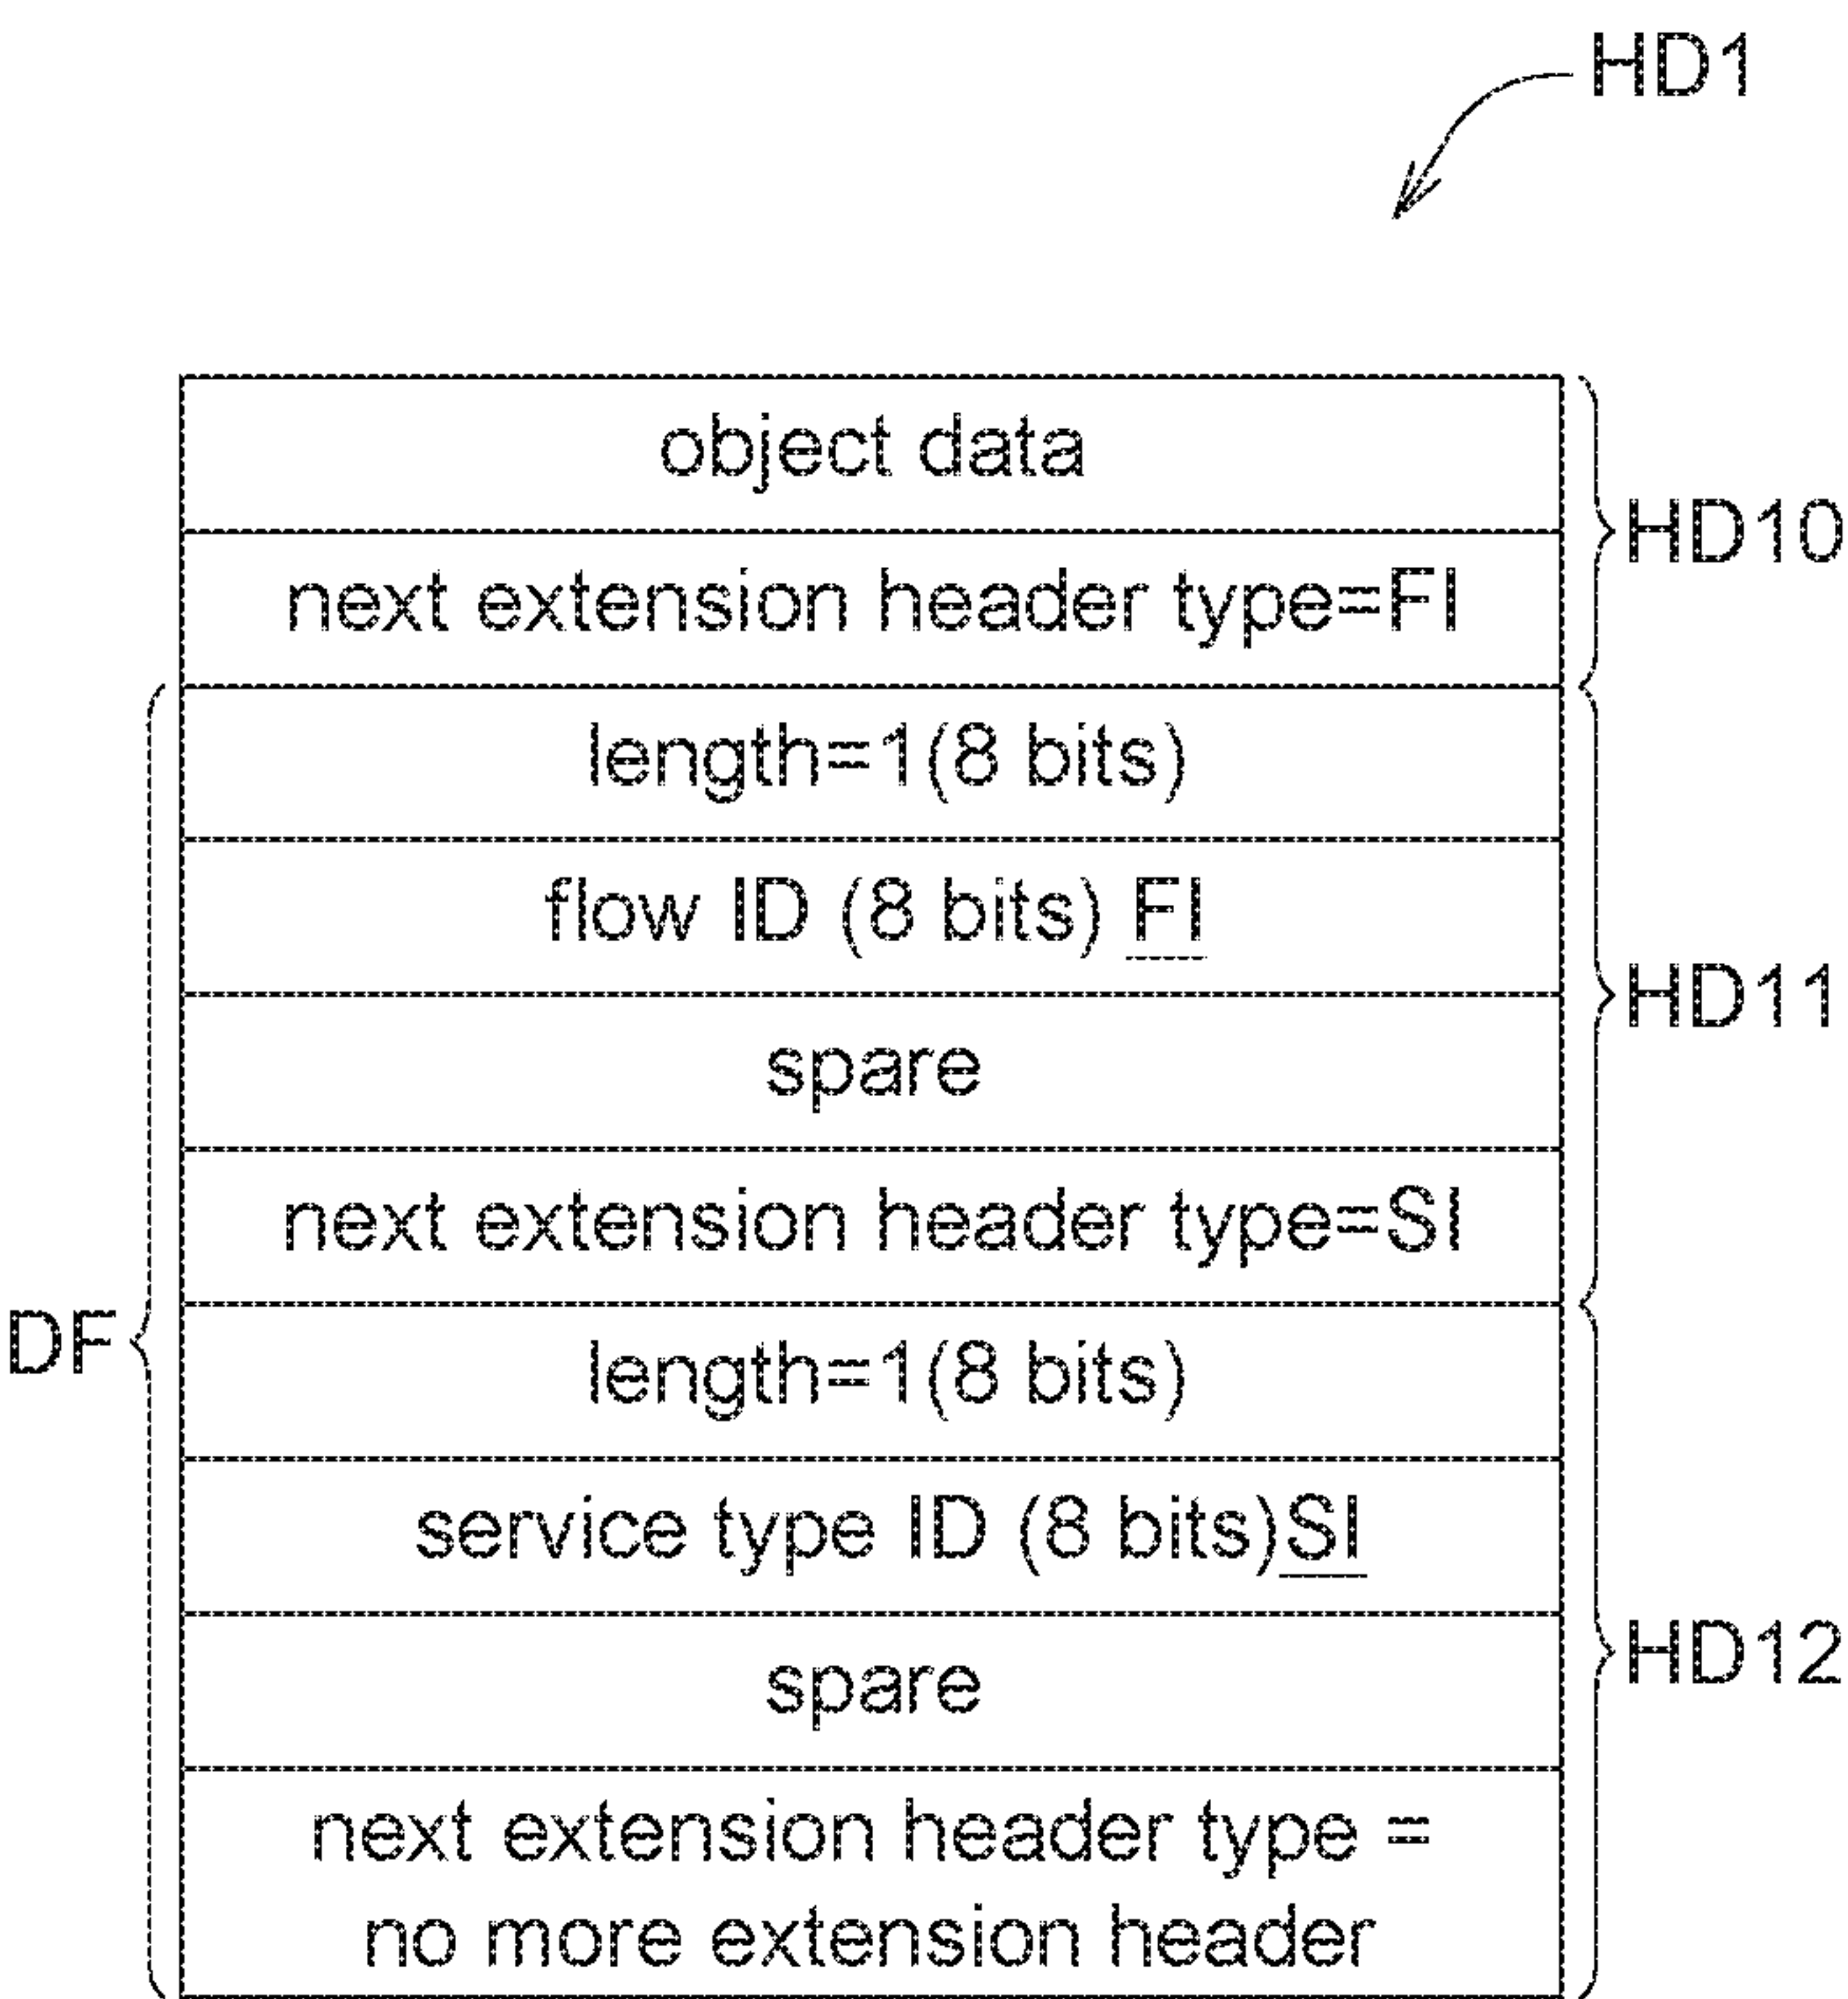 HD1
object data
HD10
next extension header type=FI
length=1(8 bits)
flow ID (8 bits) FI
HD11
spare
next extension header type=SI
DF
length=1(8 bits)
service type ID (8 bits)SI
HD12
spare
next extension header type =
no more extension header